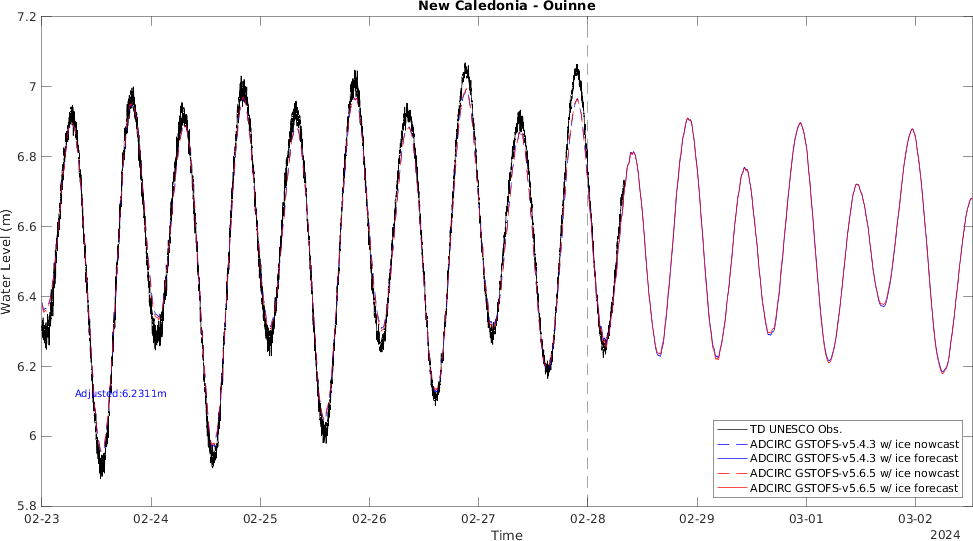 New Caledonia - Ouinne
7.2
7
6.8
6.6
6.4
6.2
6
5.8
Water Level (m)
Adjusted:6.2311m
TD UNESCO Obs.
ADCIRC GSTOFS-v5.4.3 w/ ice nowcast
ADCIRC GSTOFS-v5.4.3 w/ ice forecast
ADCIRC GSTOFS-v5.6.5 w/ ice nowcast
ADCIRC GSTOFS-v5.6.5 w/ ice forecast
02-23 02-24 02-25 02-26 02-27 02-28 02-29 03-01 03-02
Time
2024